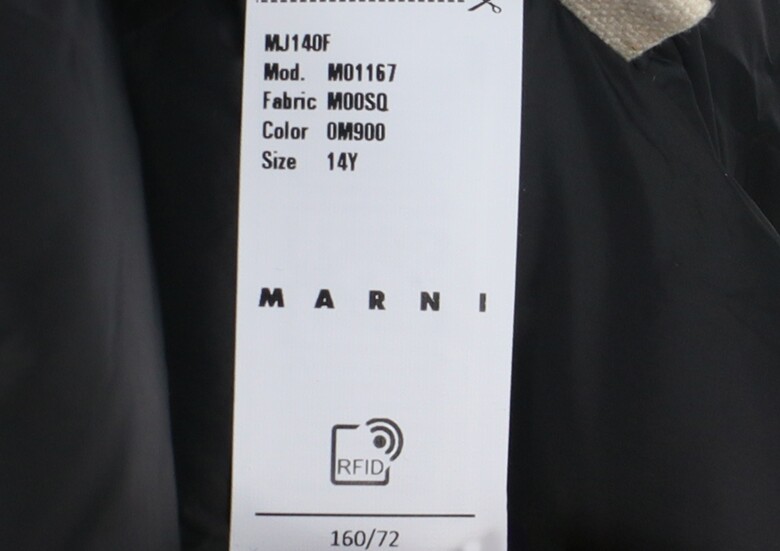 MJ140F
Mod. M01167
Fabric M00SQ
Color 0M900
Size 14Y
MARNI
RFID
160/72